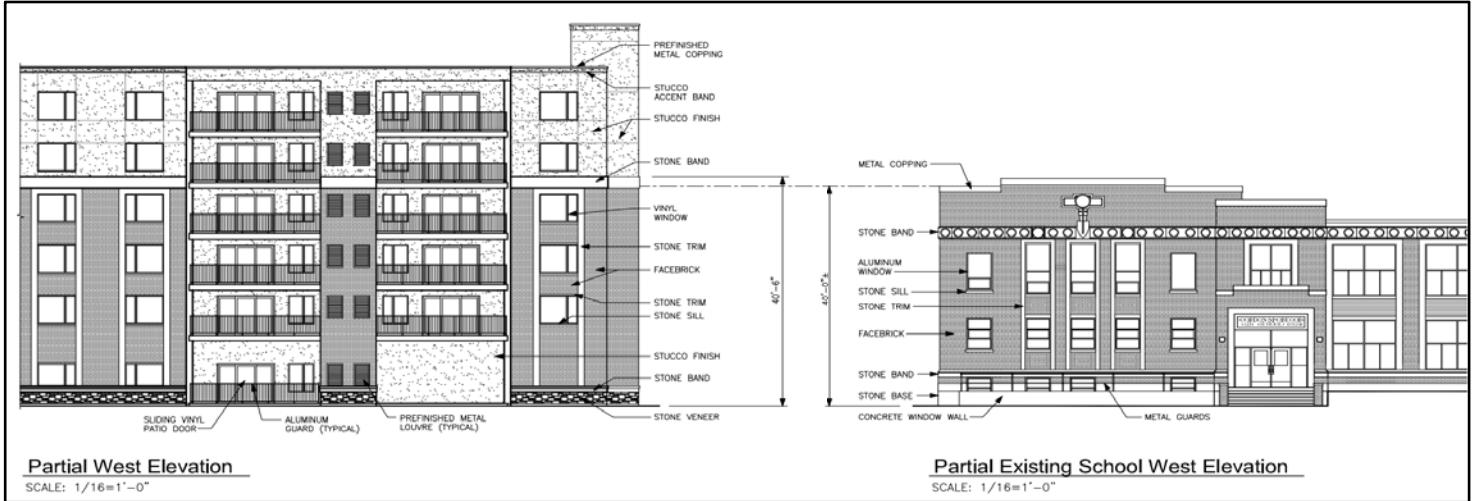 PREFINISHED
METAL COPPING
STUCCO
ACCENT BAND
STUCCO FINISH
STONE BAND
VINYL
WINDOW
STONE TRIM
FACEBRICK
STONE TRIM
STONE SILL
STUCCO FINISH
STONE BAND
STONE VENEER
SLIDING VINYL
PATIO DOOR
ALUMINUM
GUARD (TYPICAL)
PREFINISHED METAL
LOUVRE (TYPICAL)
40'-6"
40'-0"±
Partial West Elevation
SCALE: 1/16=1'-0"
METAL COPPING
STONE BAND
ALUMINUM
WINDOW
STONE SILL
STONE TRIM
FACEBRICK
STONE BAND
STONE BASE
CONCRETE WINDOW WALL
METAL GUARDS
Partial Existing School West Elevation
SCALE: 1/16=1'-0"